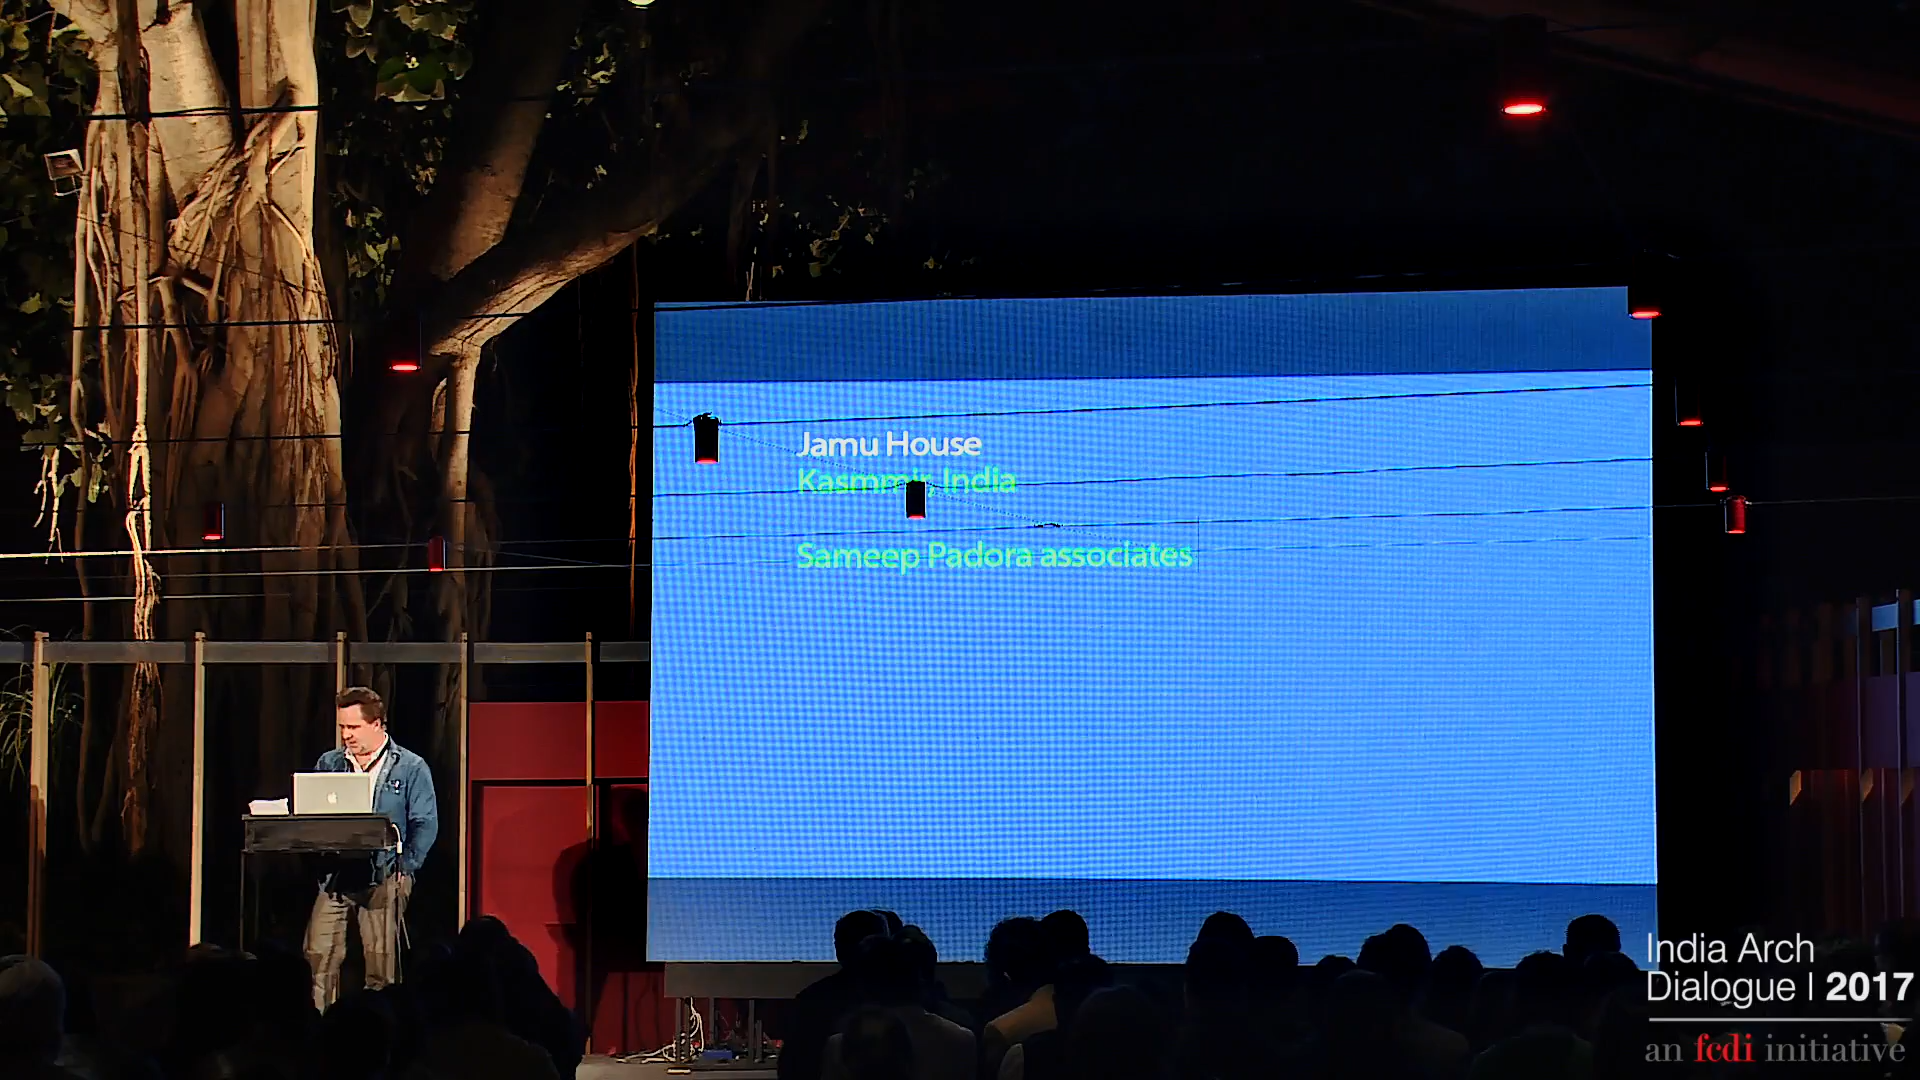 Jamu House
Kasmmir, India
Sameep Padora associates
India Arch
Dialogue | 2017
an fcdi initiative